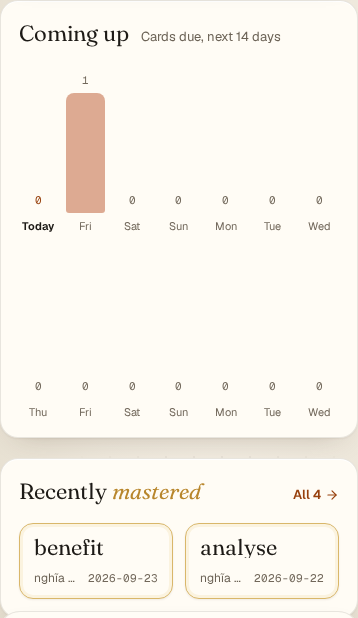 Coming up Cards due, next 14 days
1
0 0 0 0 0 0
Today Fri Sat Sun Mon Tue Wed
0 0 0 0 0 0 0
Thu Fri Sat Sun Mon Tue Wed
Recently mastered All 4 →
benefit analyse
nghĩa … 2026-09-23 nghĩa … 2026-09-22